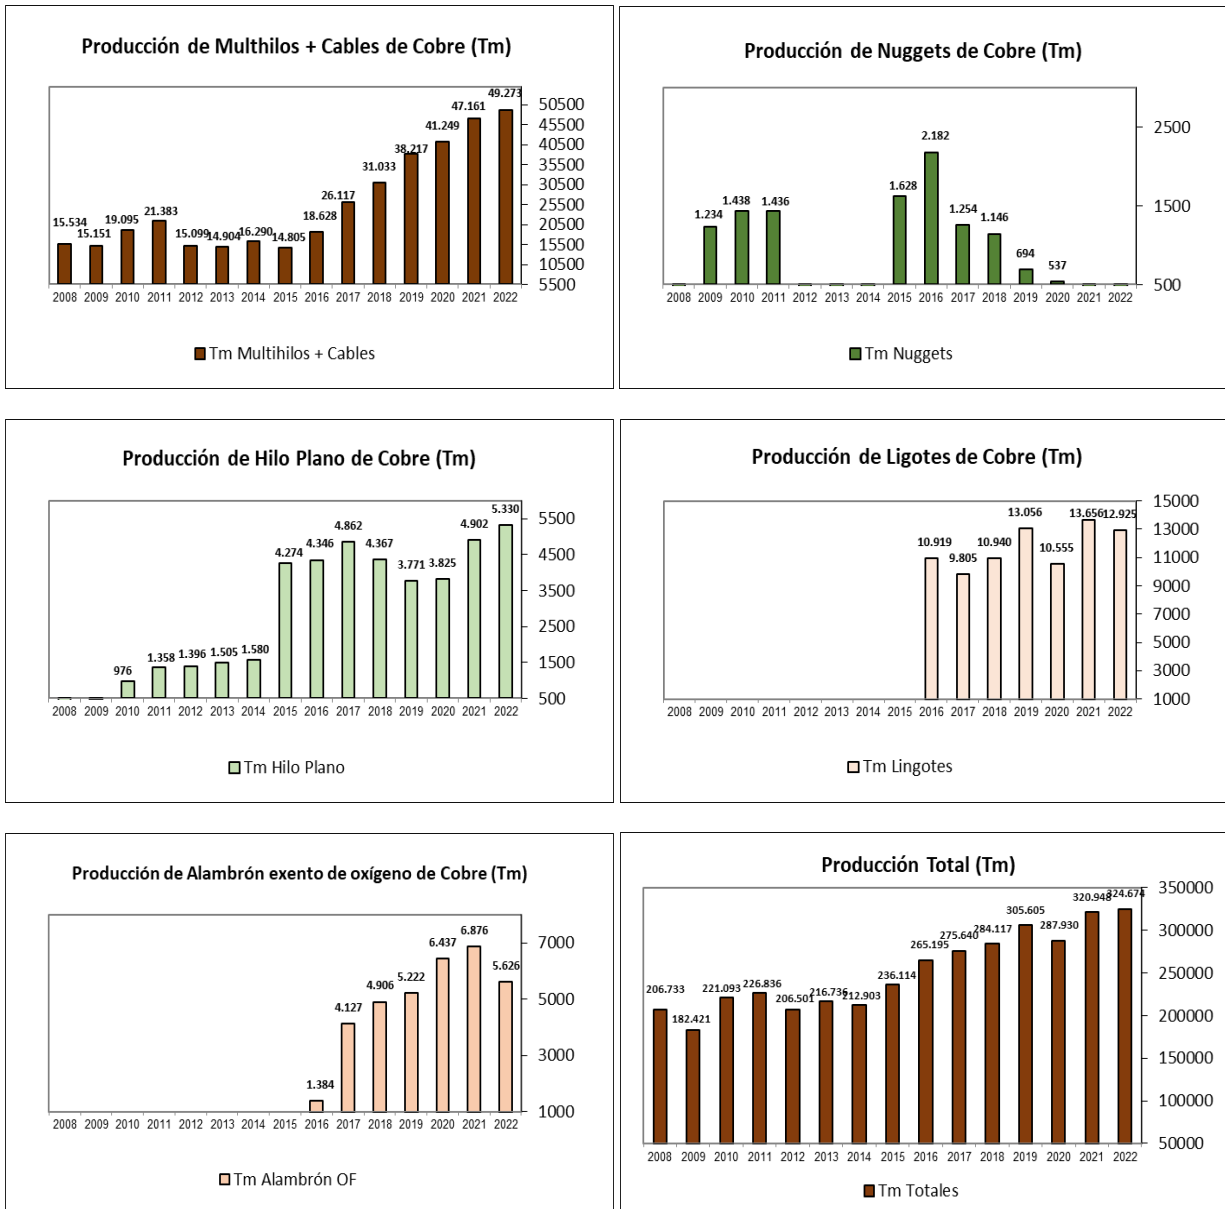 Producción de Multhilos + Cables de Cobre (Tm)
15.534 15.151 19.095 21.383 15.099 14.904 16.290 14.805 18.628 26.117 31.033 38.217 41.249 47.161 49.273
50500
45500
40500
35500
30500
25500
20500
15500
10500
5500
2008 2009 2010 2011 2012 2013 2014 2015 2016 2017 2018 2019 2020 2021 2022
Tm Multihilos + Cables
Producción de Nuggets de Cobre (Tm)
1.234 1.438 1.436 1.628 2.182 1.254 1.146 694 537
2500
1500
500
2008 2009 2010 2011 2012 2013 2014 2015 2016 2017 2018 2019 2020 2021 2022
Tm Nuggets
Producción de Hilo Plano de Cobre (Tm)
976 1.358 1.396 1.505 1.580 4.274 4.346 4.862 4.367 3.771 3.825 4.902 5.330
5500
4500
3500
2500
1500
500
2008 2009 2010 2011 2012 2013 2014 2015 2016 2017 2018 2019 2020 2021 2022
Tm Hilo Plano
Producción de Ligotes de Cobre (Tm)
10.919 9.805 10.940 13.056 10.555 13.656 12.925
15000
13000
11000
9000
7000
5000
3000
1000
2008 2009 2010 2011 2012 2013 2014 2015 2016 2017 2018 2019 2020 2021 2022
Tm Lingotes
Producción de Alambrón exento de oxígeno de Cobre (Tm)
1.384 4.127 4.906 5.222 6.437 6.876 5.626
7000
5000
3000
1000
2008 2009 2010 2011 2012 2013 2014 2015 2016 2017 2018 2019 2020 2021 2022
Tm Alambrón OF
Producción Total (Tm)
206.733 182.421 221.093 226.836 206.501 216.736 212.903 236.114 265.195 275.640 284.117 305.605 287.930 320.948 324.674
350000
300000
250000
200000
150000
100000
50000
2008 2009 2010 2011 2012 2013 2014 2015 2016 2017 2018 2019 2020 2021 2022
Tm Totales